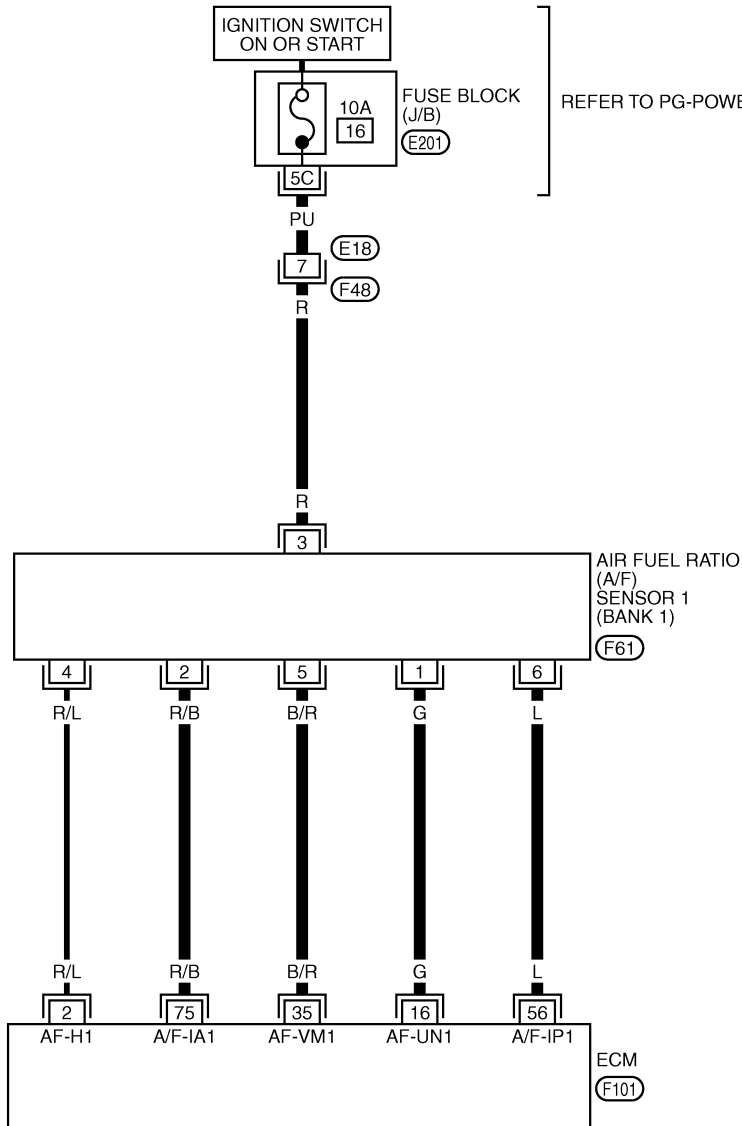 IGNITION SWITCH
ON OR START
FUSE BLOCK
(J/B)
E201
10A
16
REFER TO PG-POWE
5C
PU
E18
7
F48
R
R
3
AIR FUEL RATIO
(A/F)
SENSOR 1
(BANK 1)
F61
4 2 5 1 6
R/L R/B B/R G L
R/L R/B B/R G L
2 75 35 16 56
AF-H1 A/F-IA1 AF-VM1 AF-UN1 A/F-IP1
ECM
F101